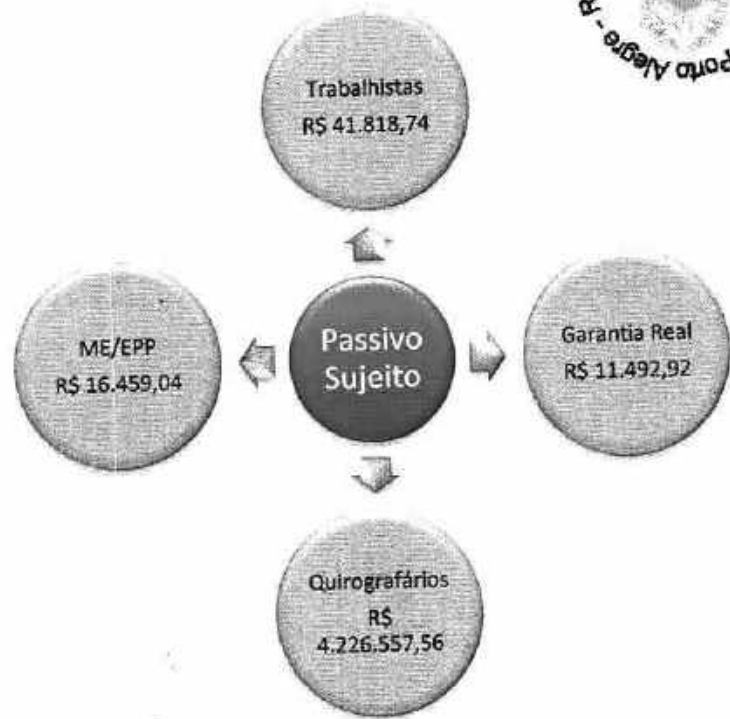 Porto Alegre - R
Trabalhistas
R$ 41.818,74
ME/EPP
R$ 16.459,04
Passivo
Sujeito
Garantia Real
R$ 11.492,92
Quirografários
R$
4.226.557,56